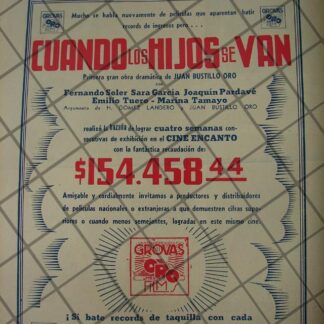 GROVAS
ORO
Mucho se habla nuevamente de películas que aparentan batir
records de ingresos pero....
GROVAS
ORO
CUANDO LOS HIJOS SE VAN
Primera gran obra dramática de JUAN BUSTILLO ORO
con
Fernando Soler Sara García Joaquín Pardavé
Emilio Tuero - Marina Tamayo
Argumento de H. GOMEZ LANDERO y JUAN BUSTILLO ORO
realizó la HAZAÑA de lograr cuatro semanas con-
secutivas de exhibición en el CINE ENCANTO
con la fantástica recaudación de:
$154.458.44
Amigable y cordialmente invitamos a productores y distribuidores
de películas nacionales o extranjeras, a que demuestren cifras supe-
riores o cuando menos semejantes, logradas en este mismo cine
GROVAS
ORO
FILMS
¡Si bato records de taquilla con cada